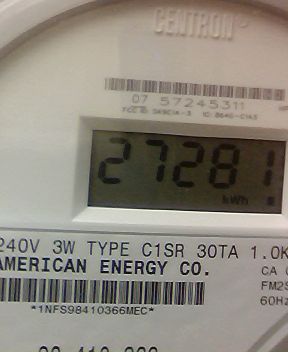 CENTRON
07 57245311
27281
kWh
240V 3W TYPE C1SR 30TA 1.0K
AMERICAN ENERGY CO.
CA
FM2S
60Hz
*1NFS98410366MEC*